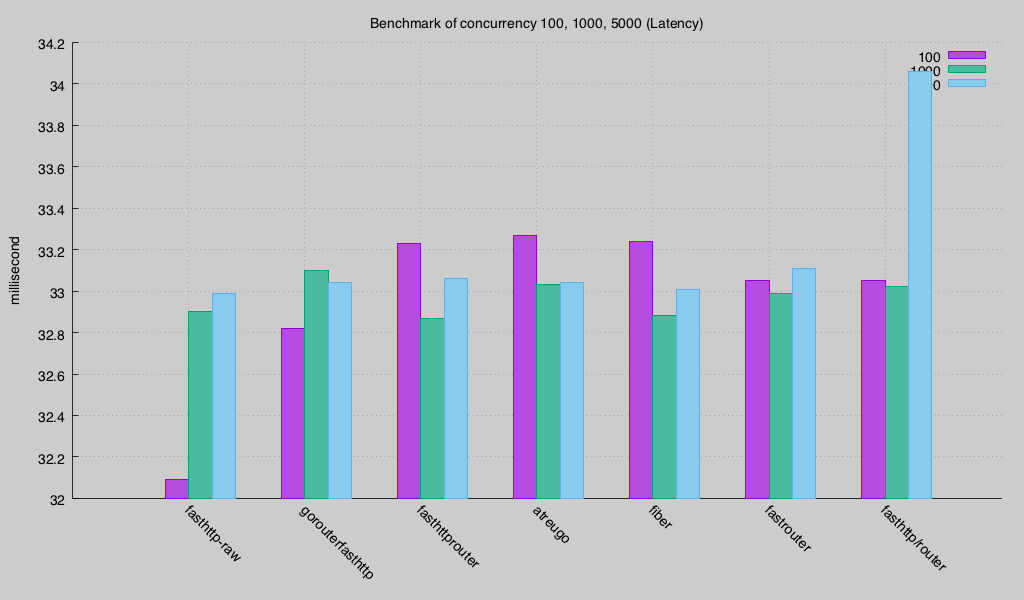 Benchmark of concurrency 100, 1000, 5000 (Latency)
34.2
34
33.8
33.6
33.4
33.2
33
32.8
32.6
32.4
32.2
32
millisecond
100
1000
0
fasthttp-raw
gorouterfasthttp
fasthttprouter
atreugo
fiber
fastrouter
fasthttp/router